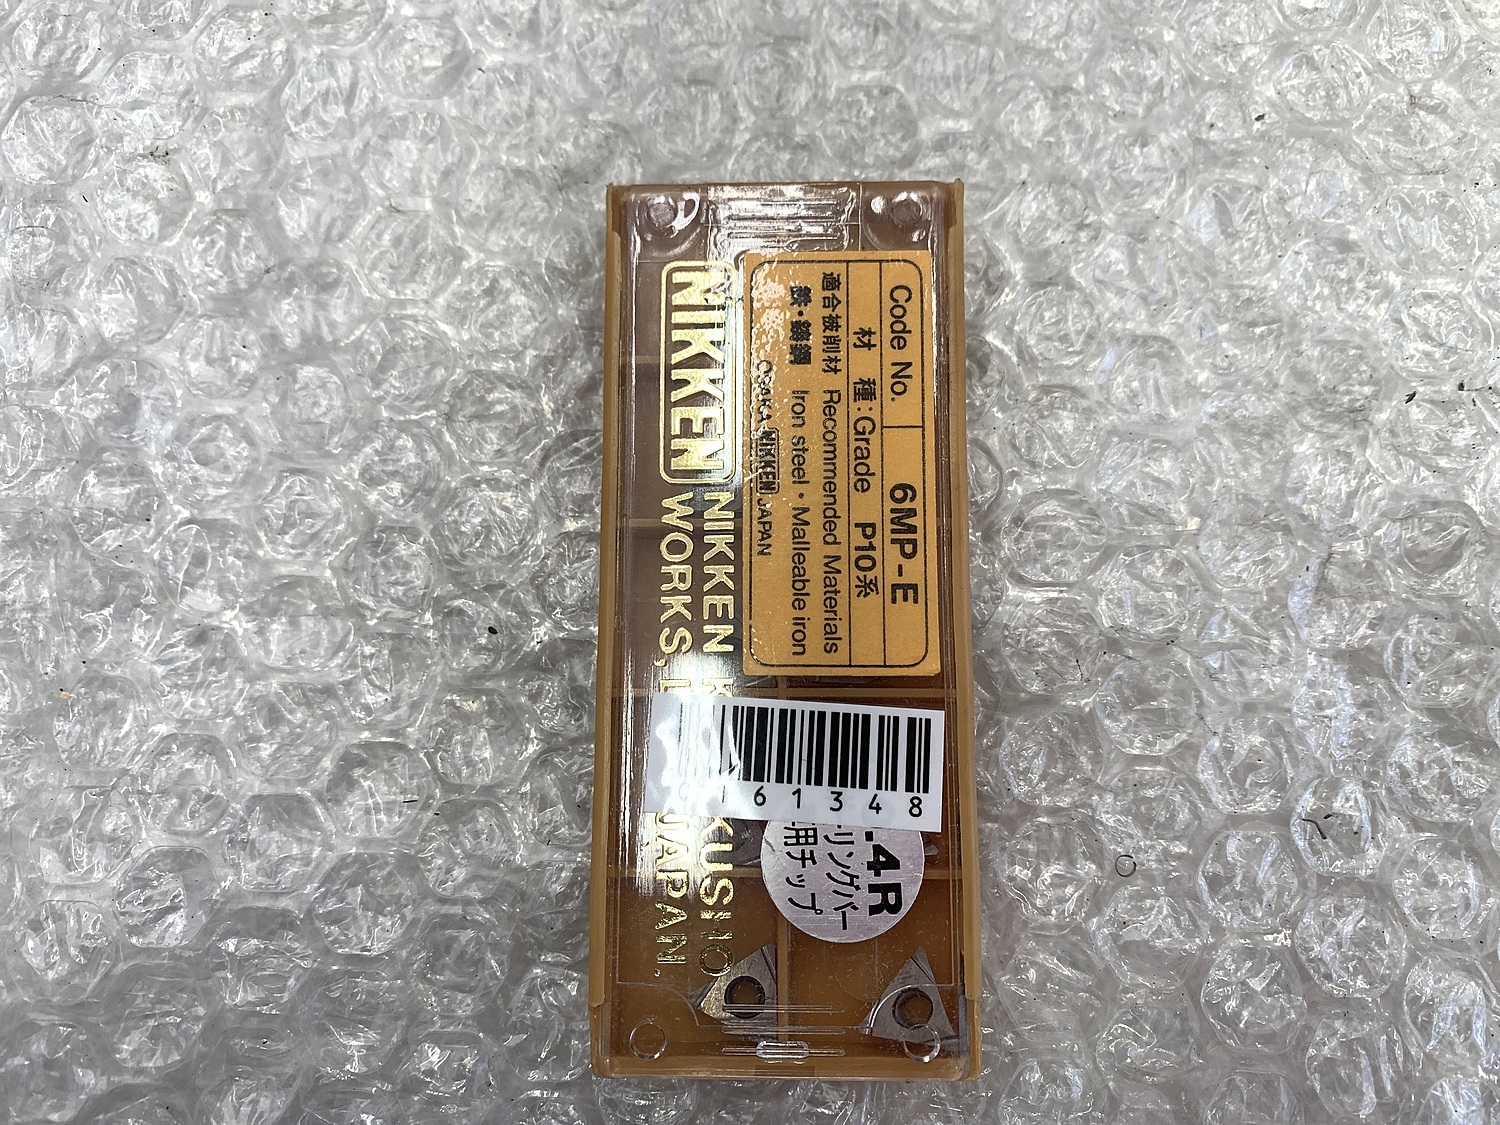 Code No. 6MP-E
材 種:Grade P10系
適合被削材 Recommended Materials
鉄・鋳鋼 Iron steel・Malleable iron
OSAKA NIKKEN JAPAN
NIKKEN
NIKKEN KUSHO
WORKS, JAPAN.
61348
4R
リングバー
用チップ